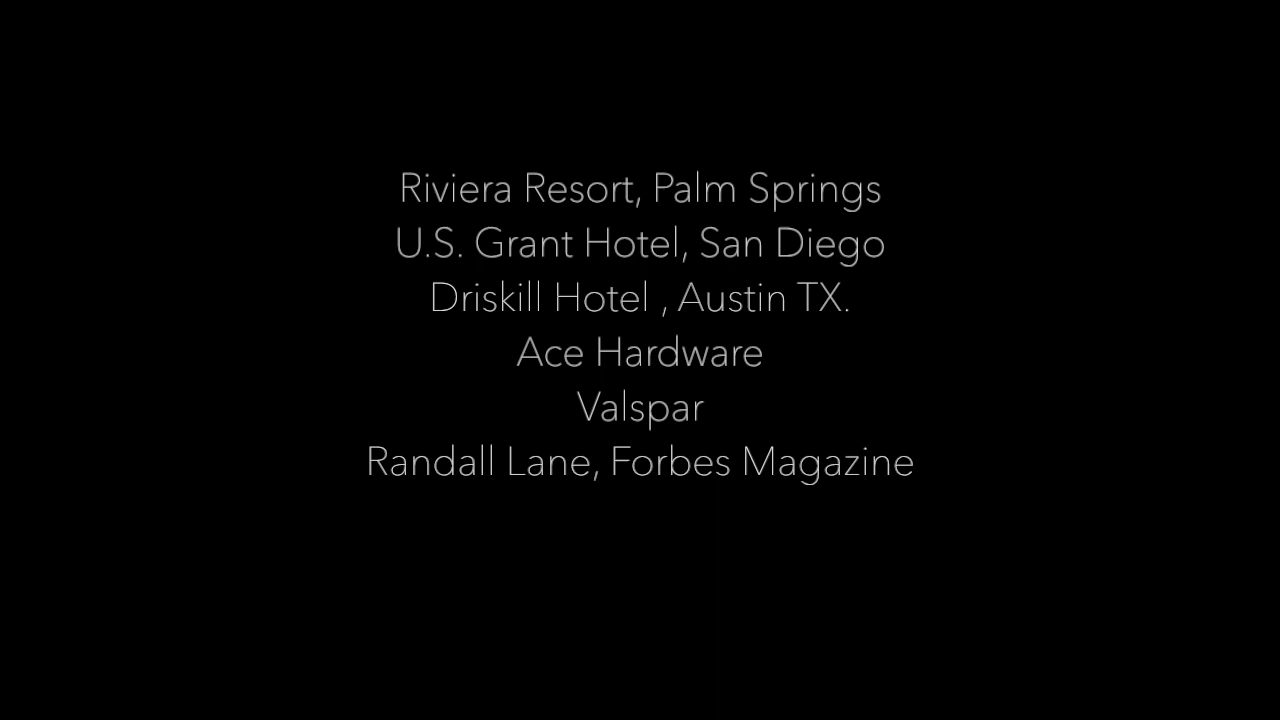 Riviera Resort, Palm Springs
U.S. Grant Hotel, San Diego
Driskill Hotel , Austin TX.
Ace Hardware
Valspar
Randall Lane, Forbes Magazine